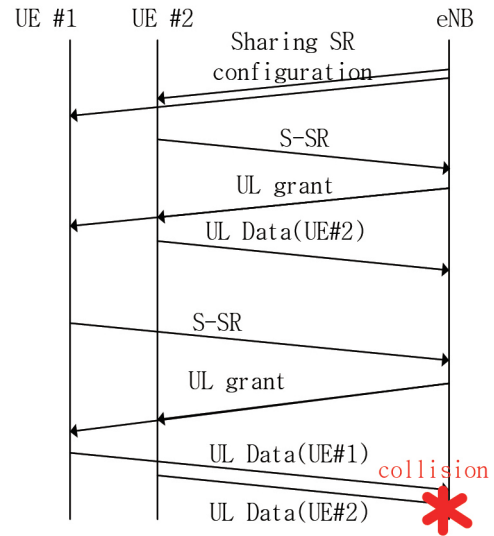 UE #1 UE #2 eNB
Sharing SR
configuration
S-SR
UL grant
UL Data(UE#2)
S-SR
UL grant
UL Data(UE#1)
collision
UL Data(UE#2)